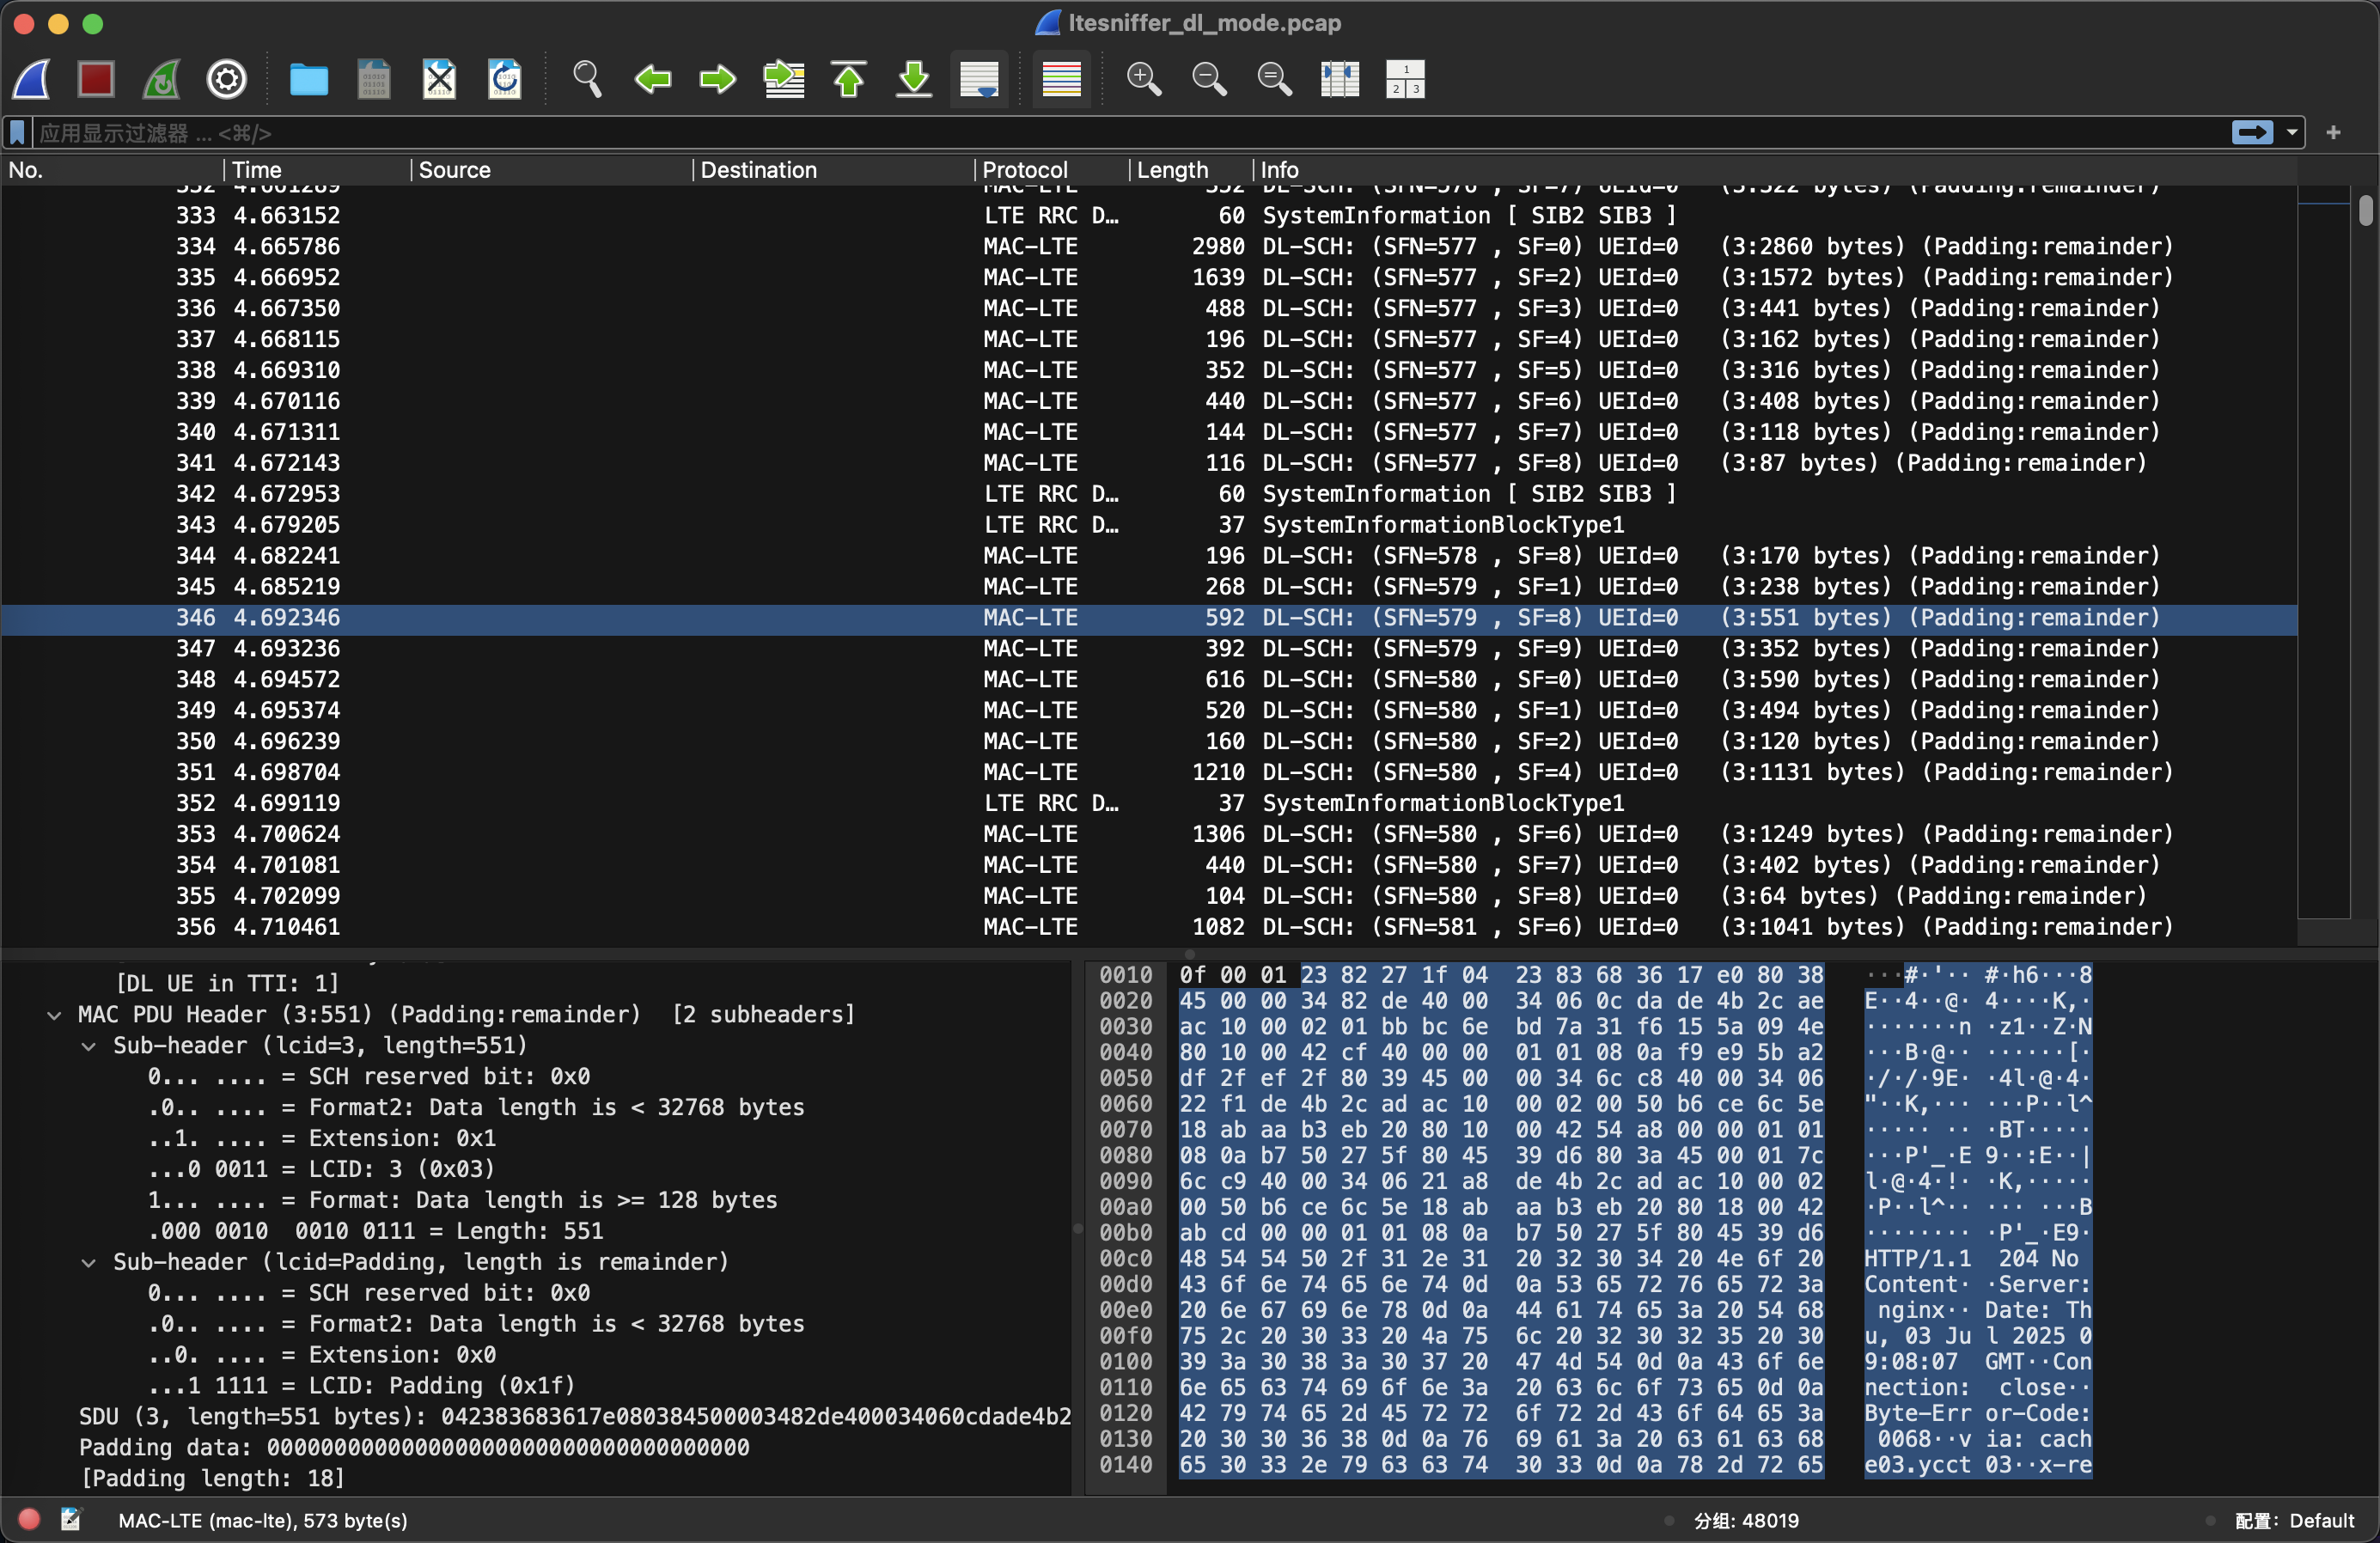 ltesniffer_dl_mode.pcap
应用显示过滤器 … <⌘/>
No. Time Source Destination Protocol Length Info
332 4.661289 MAC-LTE 352 DL-SCH: (SFN=576 , SF=7) UEId=0 (3:322 bytes) (Padding:remainder)
333 4.663152 LTE RRC D… 60 SystemInformation [ SIB2 SIB3 ]
334 4.665786 MAC-LTE 2980 DL-SCH: (SFN=577 , SF=0) UEId=0 (3:2860 bytes) (Padding:remainder)
335 4.666952 MAC-LTE 1639 DL-SCH: (SFN=577 , SF=2) UEId=0 (3:1572 bytes) (Padding:remainder)
336 4.667350 MAC-LTE 488 DL-SCH: (SFN=577 , SF=3) UEId=0 (3:441 bytes) (Padding:remainder)
337 4.668115 MAC-LTE 196 DL-SCH: (SFN=577 , SF=4) UEId=0 (3:162 bytes) (Padding:remainder)
338 4.669310 MAC-LTE 352 DL-SCH: (SFN=577 , SF=5) UEId=0 (3:316 bytes) (Padding:remainder)
339 4.670116 MAC-LTE 440 DL-SCH: (SFN=577 , SF=6) UEId=0 (3:408 bytes) (Padding:remainder)
340 4.671311 MAC-LTE 144 DL-SCH: (SFN=577 , SF=7) UEId=0 (3:118 bytes) (Padding:remainder)
341 4.672143 MAC-LTE 116 DL-SCH: (SFN=577 , SF=8) UEId=0 (3:87 bytes) (Padding:remainder)
342 4.672953 LTE RRC D… 60 SystemInformation [ SIB2 SIB3 ]
343 4.679205 LTE RRC D… 37 SystemInformationBlockType1
344 4.682241 MAC-LTE 196 DL-SCH: (SFN=578 , SF=8) UEId=0 (3:170 bytes) (Padding:remainder)
345 4.685219 MAC-LTE 268 DL-SCH: (SFN=579 , SF=1) UEId=0 (3:238 bytes) (Padding:remainder)
346 4.692346 MAC-LTE 592 DL-SCH: (SFN=579 , SF=8) UEId=0 (3:551 bytes) (Padding:remainder)
347 4.693236 MAC-LTE 392 DL-SCH: (SFN=579 , SF=9) UEId=0 (3:352 bytes) (Padding:remainder)
348 4.694572 MAC-LTE 616 DL-SCH: (SFN=580 , SF=0) UEId=0 (3:590 bytes) (Padding:remainder)
349 4.695374 MAC-LTE 520 DL-SCH: (SFN=580 , SF=1) UEId=0 (3:494 bytes) (Padding:remainder)
350 4.696239 MAC-LTE 160 DL-SCH: (SFN=580 , SF=2) UEId=0 (3:120 bytes) (Padding:remainder)
351 4.698704 MAC-LTE 1210 DL-SCH: (SFN=580 , SF=4) UEId=0 (3:1131 bytes) (Padding:remainder)
352 4.699119 LTE RRC D… 37 SystemInformationBlockType1
353 4.700624 MAC-LTE 1306 DL-SCH: (SFN=580 , SF=6) UEId=0 (3:1249 bytes) (Padding:remainder)
354 4.701081 MAC-LTE 440 DL-SCH: (SFN=580 , SF=7) UEId=0 (3:402 bytes) (Padding:remainder)
355 4.702099 MAC-LTE 104 DL-SCH: (SFN=580 , SF=8) UEId=0 (3:64 bytes) (Padding:remainder)
356 4.710461 MAC-LTE 1082 DL-SCH: (SFN=581 , SF=6) UEId=0 (3:1041 bytes) (Padding:remainder)
[DL UE in TTI: 1]
MAC PDU Header (3:551) (Padding:remainder) [2 subheaders]
Sub-header (lcid=3, length=551)
0... .... = SCH reserved bit: 0x0
.0.. .... = Format2: Data length is < 32768 bytes
..1. .... = Extension: 0x1
...0 0011 = LCID: 3 (0x03)
1... .... = Format: Data length is >= 128 bytes
.000 0010 0010 0111 = Length: 551
Sub-header (lcid=Padding, length is remainder)
0... .... = SCH reserved bit: 0x0
.0.. .... = Format2: Data length is < 32768 bytes
..0. .... = Extension: 0x0
...1 1111 = LCID: Padding (0x1f)
SDU (3, length=551 bytes): 042383683617e080384500003482de400034060cdade4b2
Padding data: 000000000000000000000000000000000000
[Padding length: 18]
0010 0f 00 01 23 82 27 1f 04 23 83 68 36 17 e0 80 38 ···#·'·· #·h6···8
0020 45 00 00 34 82 de 40 00 34 06 0c da de 4b 2c ae E··4··@· 4····K,·
0030 ac 10 00 02 01 bb bc 6e bd 7a 31 f6 15 5a 09 4e ·······n ·z1··Z·N
0040 80 10 00 42 cf 40 00 00 01 01 08 0a f9 e9 5b a2 ···B·@·· ······[·
0050 df 2f ef 2f 80 39 45 00 00 34 6c c8 40 00 34 06 ·/·/·9E· ·4l·@·4·
0060 22 f1 de 4b 2c ad ac 10 00 02 00 50 b6 ce 6c 5e "··K,··· ···P··l^
0070 18 ab aa b3 eb 20 80 10 00 42 54 a8 00 00 01 01 ····· ·· ·BT·····
0080 08 0a b7 50 27 5f 80 45 39 d6 80 3a 45 00 01 7c ···P'_·E 9··:E··|
0090 6c c9 40 00 34 06 21 a8 de 4b 2c ad ac 10 00 02 l·@·4·!· ·K,·····
00a0 00 50 b6 ce 6c 5e 18 ab aa b3 eb 20 80 18 00 42 ·P··l^·· ··· ···B
00b0 ab cd 00 00 01 01 08 0a b7 50 27 5f 80 45 39 d6 ········ ·P'_·E9·
00c0 48 54 54 50 2f 31 2e 31 20 32 30 34 20 4e 6f 20 HTTP/1.1 204 No
00d0 43 6f 6e 74 65 6e 74 0d 0a 53 65 72 76 65 72 3a Content· ·Server:
00e0 20 6e 67 69 6e 78 0d 0a 44 61 74 65 3a 20 54 68 nginx·· Date: Th
00f0 75 2c 20 30 33 20 4a 75 6c 20 32 30 32 35 20 30 u, 03 Ju l 2025 0
0100 39 3a 30 38 3a 30 37 20 47 4d 54 0d 0a 43 6f 6e 9:08:07 GMT··Con
0110 6e 65 63 74 69 6f 6e 3a 20 63 6c 6f 73 65 0d 0a nection: close··
0120 42 79 74 65 2d 45 72 72 6f 72 2d 43 6f 64 65 3a Byte-Err or-Code:
0130 20 30 30 36 38 0d 0a 76 69 61 3a 20 63 61 63 68 0068··v ia: cach
0140 65 30 33 2e 79 63 63 74 30 33 0d 0a 78 2d 72 65 e03.ycct 03··x-re
MAC-LTE (mac-lte), 573 byte(s) 分组: 48019 配置: Default